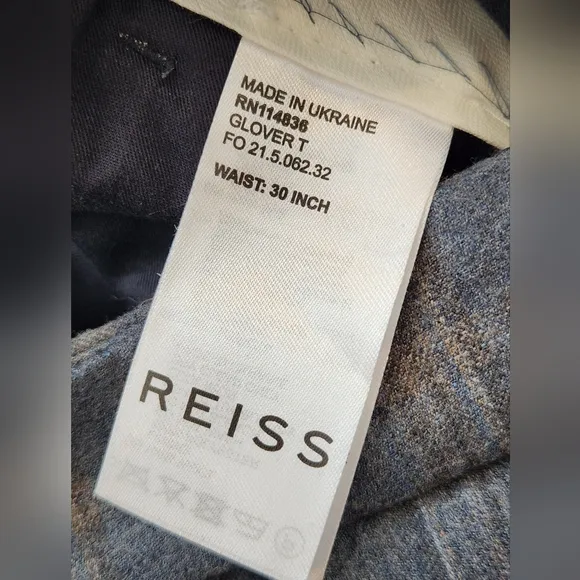 MADE IN UKRAINE
RN114836
GLOVER T
FO 21.5.062.32
WAIST: 30 INCH
REISS